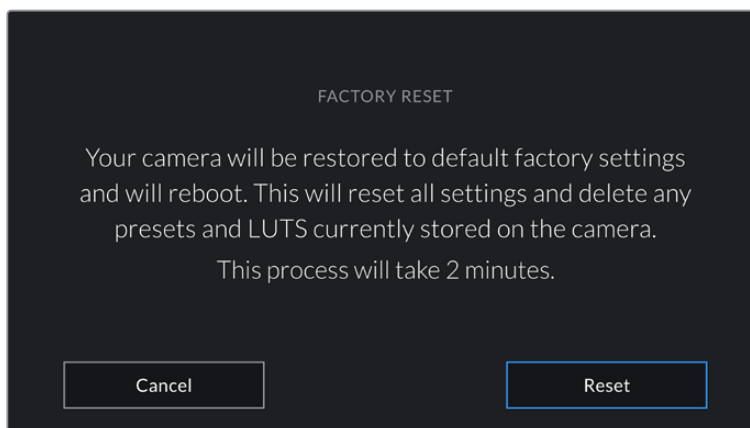 FACTORY RESET
Your camera will be restored to default factory settings
and will reboot. This will reset all settings and delete any
presets and LUTS currently stored on the camera.
This process will take 2 minutes.
Cancel
Reset